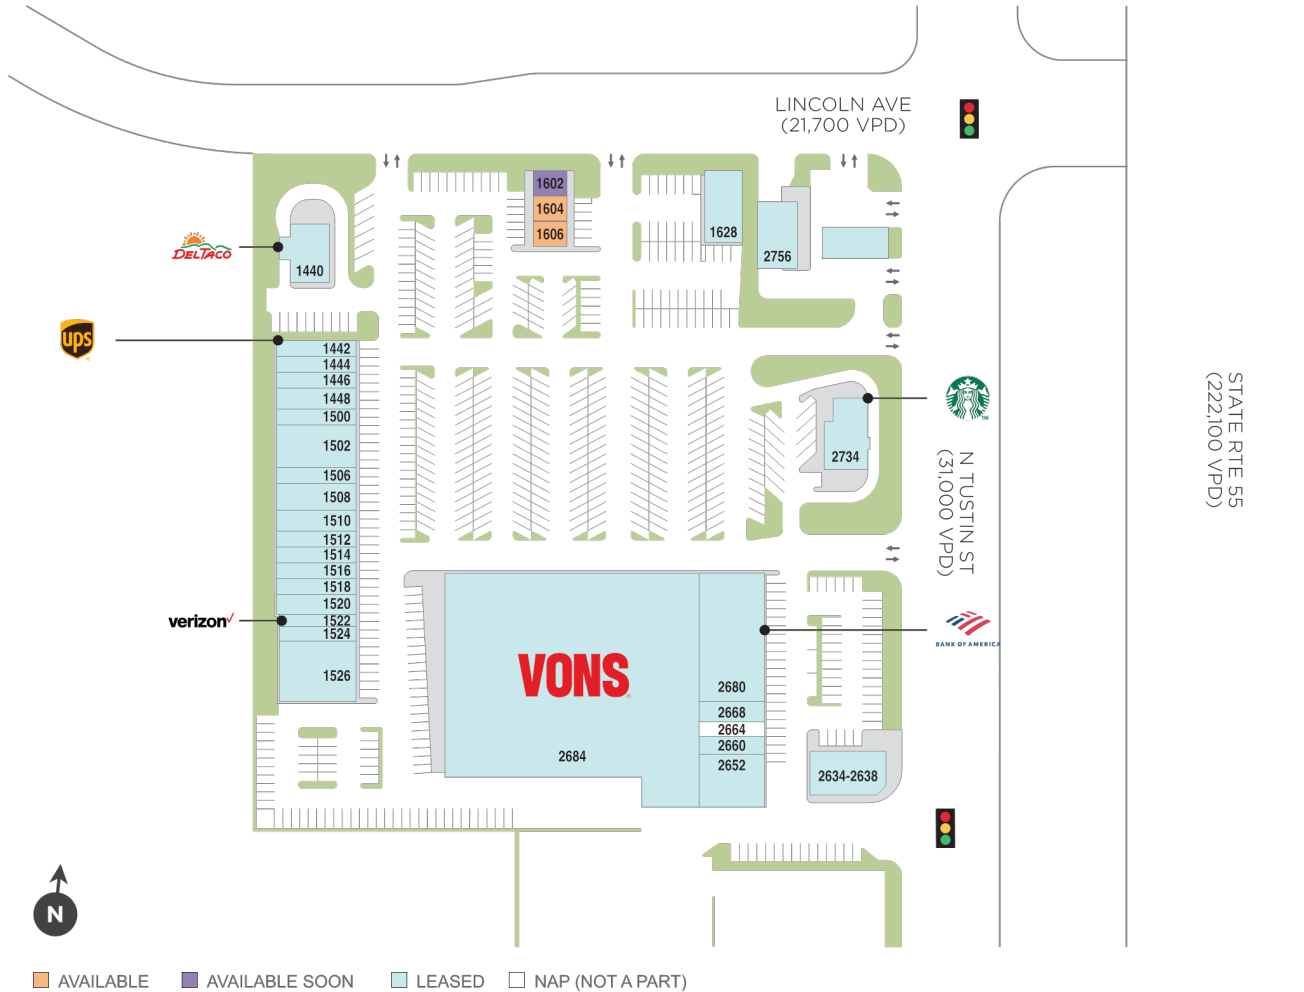 LINCOLN AVE
(21,700 VPD)
1602
1604
1606
1628
2756
DEL TACO
1440
ups
1442
1444
1446
1448
1500
1502
1506
1508
1510
1512
1514
1516
1518
1520
1522
1524
1526
verizon
2734
TM
N TUSTIN ST
(31,000 VPD)
STATE RTE 55
(222,100 VPD)
BANK OF AMERICA
VONS
2684
2680
2668
2664
2660
2652
2634-2638
N
AVAILABLE
AVAILABLE SOON
LEASED
NAP (NOT A PART)